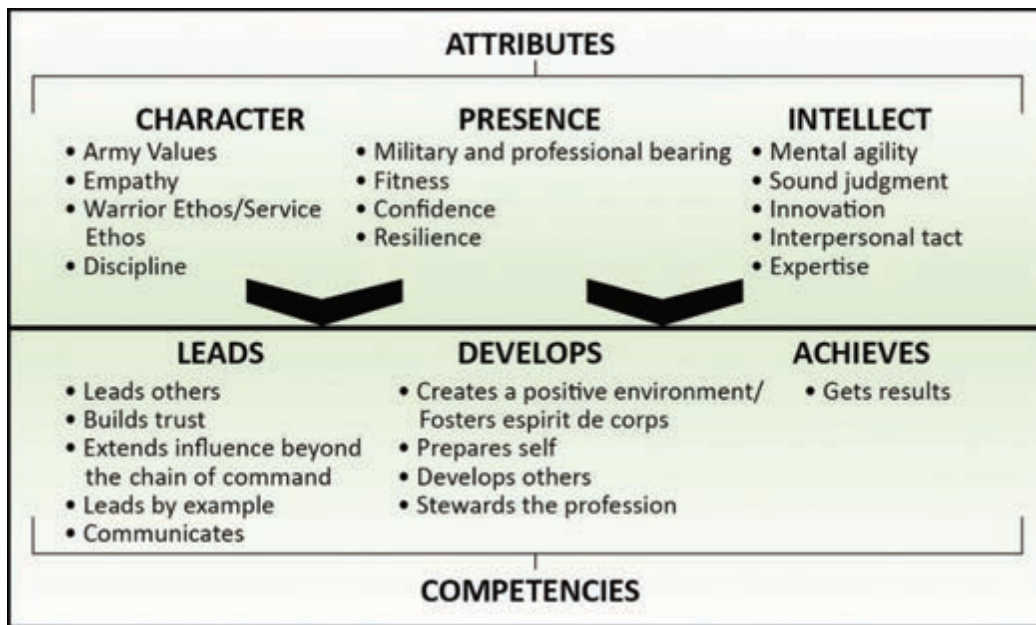 ATTRIBUTES
CHARACTER
• Army Values
• Empathy
• Warrior Ethos/Service
Ethos
• Discipline
PRESENCE
• Military and professional bearing
• Fitness
• Confidence
• Resilience
INTELLECT
• Mental agility
• Sound judgment
• Innovation
• Interpersonal tact
• Expertise
LEADS
• Leads others
• Builds trust
• Extends influence beyond
the chain of command
• Leads by example
• Communicates
DEVELOPS
• Creates a positive environment/
Fosters espirit de corps
• Prepares self
• Develops others
• Stewards the profession
ACHIEVES
• Gets results
COMPETENCIES